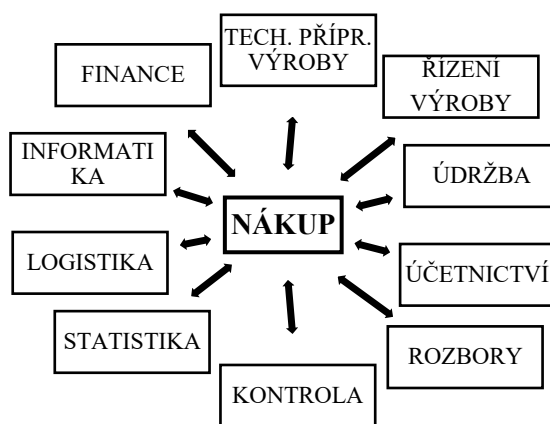 TECH. PŘÍPR.
VÝROBY
FINANCE
ŘÍZENÍ
VÝROBY
INFORMATI
KA
ÚDRŽBA
NÁKUP
LOGISTIKA
ÚČETNICTVÍ
STATISTIKA
ROZBORY
KONTROLA